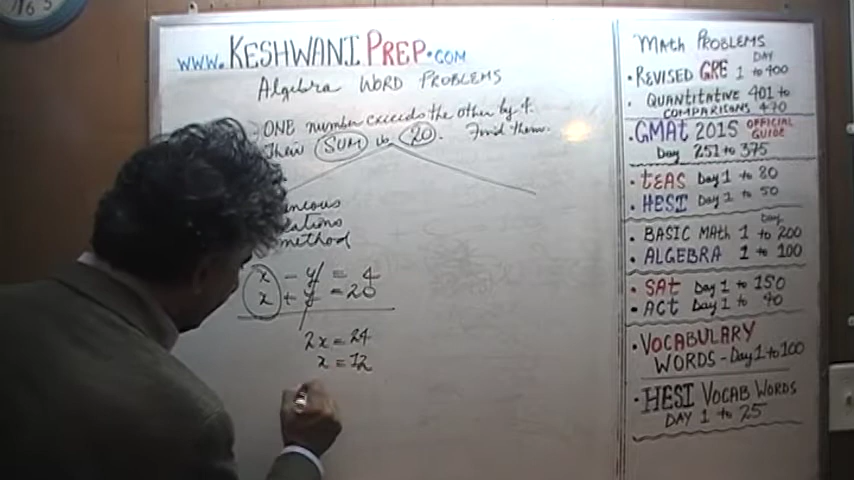 www.KESHWANIPREP.COM
Algebra WORD PROBLEMS
ONE number exceeds the other by 4.
Their SUM is 20. Find them.
method
x - y = 4
x + y = 20
2x = 24
x = 12
MATH PROBLEMS
DAY
• REVISED GRE 1 to 400
• QUANTITATIVE 401 to
COMPARISONS 470
• GMAT 2015 OFFICIAL GUIDE
Day 251 to 375
• TEAS Day 1 to 80
• HESI Day 1 to 50
Day
• BASIC MATH 1 to 200
• ALGEBRA 1 to 100
• SAT Day 1 to 150
• ACT Day 1 to 40
• VOCABULARY
WORDS - Day 1 to 100
• HESI VOCAB WORDS
DAY 1 to 25